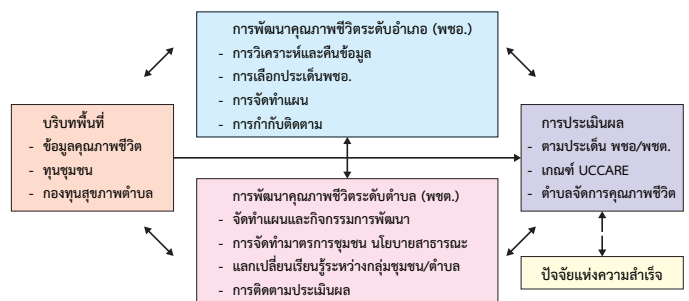 การพัฒนาคุณภาพชีวิตระดับอำเภอ (พชอ.)
- การวิเคราะห์และคืนข้อมูล
- การเลือกประเด็นพชอ.
- การจัดทำแผน
- การกำกับติดตาม
บริบทพื้นที่
- ข้อมูลคุณภาพชีวิต
- ทุนชุมชน
- กองทุนสุขภาพตำบล
การประเมินผล
- ตามประเด็น พชอ/พชต.
- เกณฑ์ UCCARE
- ตำบลจัดการคุณภาพชีวิต
การพัฒนาคุณภาพชีวิตระดับตำบล (พชต.)
- จัดทำแผนและกิจกรรมการพัฒนา
- การจัดทำมาตรการชุมชน นโยบายสาธารณะ
- แลกเปลี่ยนเรียนรู้ระหว่างกลุ่มชุมชน/ตำบล
- การติดตามประเมินผล
ปัจจัยแห่งความสำเร็จ